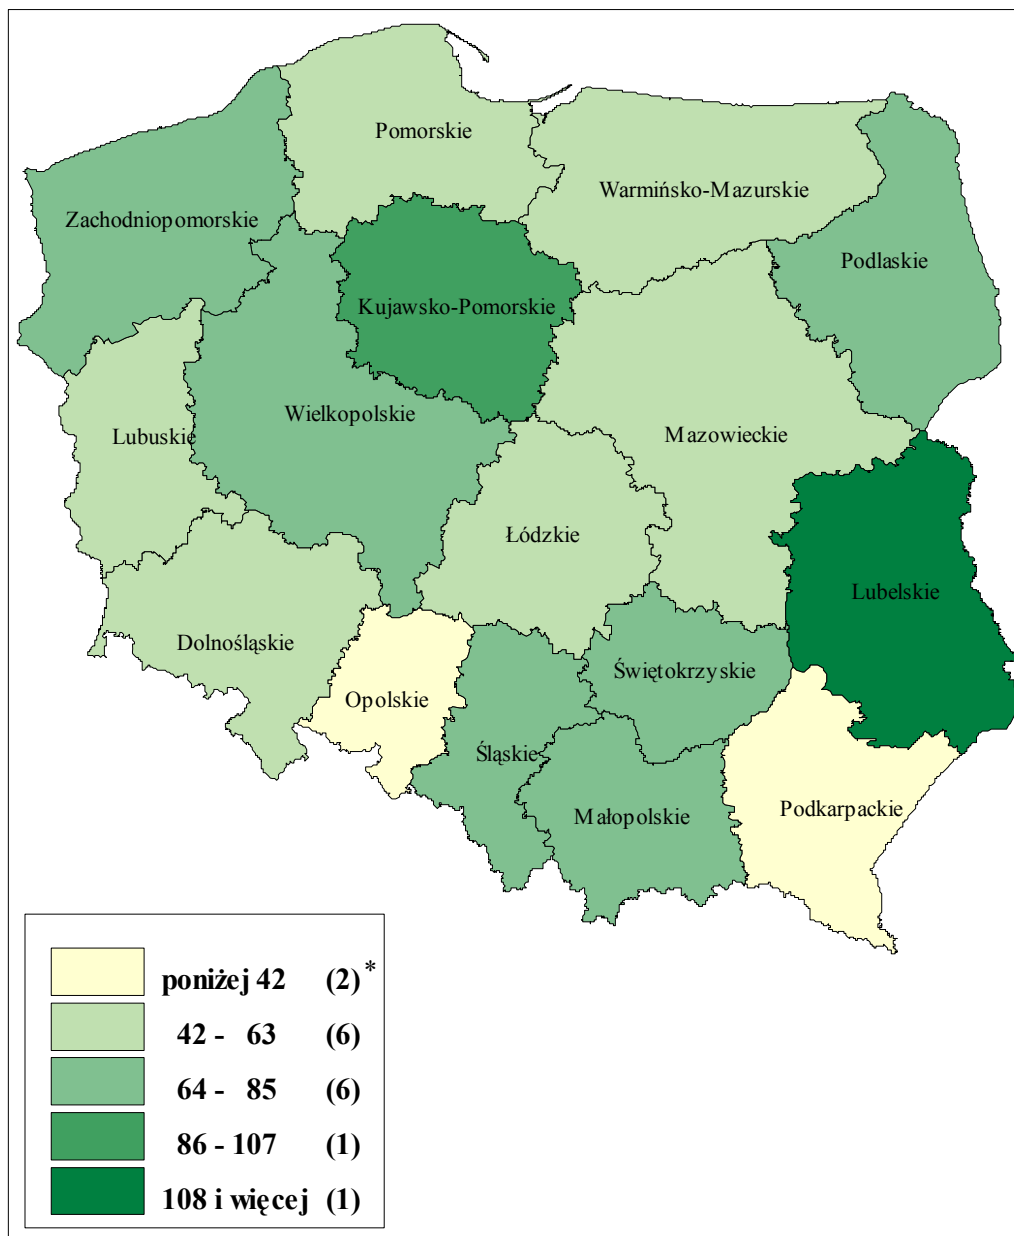 Pomorskie
Warmińsko-Mazurskie
Zachodniopomorskie
Podlaskie
Kujawsko-Pomorskie
Wielkopolskie
Lubuskie
Mazowieckie
Łódzkie
Lubelskie
Dolnośląskie
Świętokrzyskie
Opolskie
Śląskie
Podkarpackie
Małopolskie
poniżej 42 (2)*
42 - 63 (6)
64 - 85 (6)
86 - 107 (1)
108 i więcej (1)